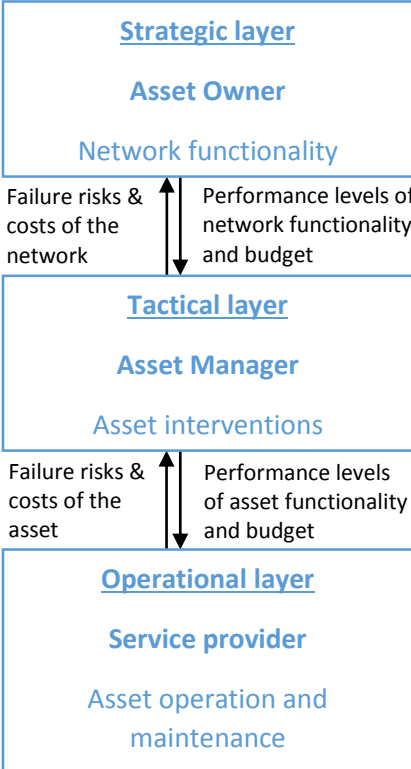 Strategic layer
Asset Owner
Network functionality
Failure risks &
costs of the
network
Performance levels of
network functionality
and budget
Tactical layer
Asset Manager
Asset interventions
Failure risks &
costs of the
asset
Performance levels
of asset functionality
and budget
Operational layer
Service provider
Asset operation and
maintenance